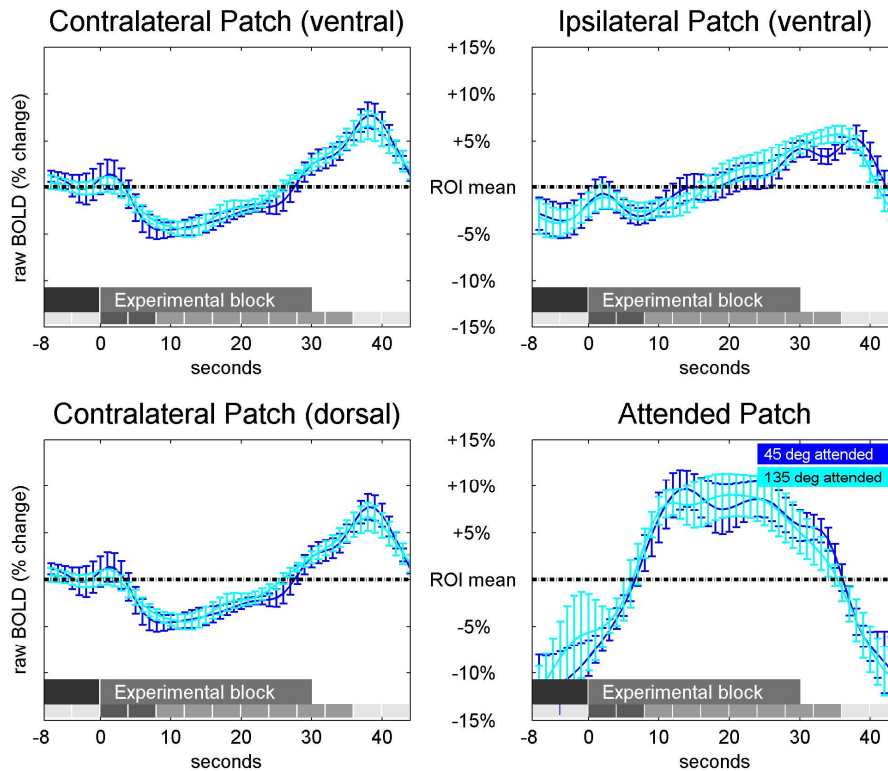 Contralateral Patch (ventral)
Ipsilateral Patch (ventral)
raw BOLD (% change)
+15%
+10%
+5%
ROI mean
-5%
-10%
-15%
Experimental block
Experimental block
-8 0 10 20 30 40
seconds
-8 0 10 20 30 40
seconds
Contralateral Patch (dorsal)
Attended Patch
raw BOLD (% change)
+15%
+10%
+5%
ROI mean
-5%
-10%
-15%
45 deg attended
135 deg attended
Experimental block
Experimental block
-8 0 10 20 30 40
seconds
-8 0 10 20 30 40
seconds